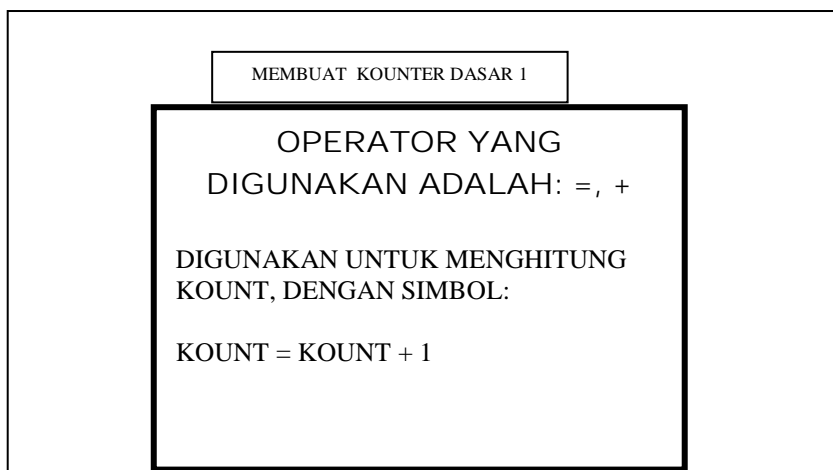 MEMBUAT KOUNTER DASAR 1
OPERATOR YANG
DIGUNAKAN ADALAH: =, +
DIGUNAKAN UNTUK MENGHITUNG
KOUNT, DENGAN SIMBOL:
KOUNT = KOUNT + 1